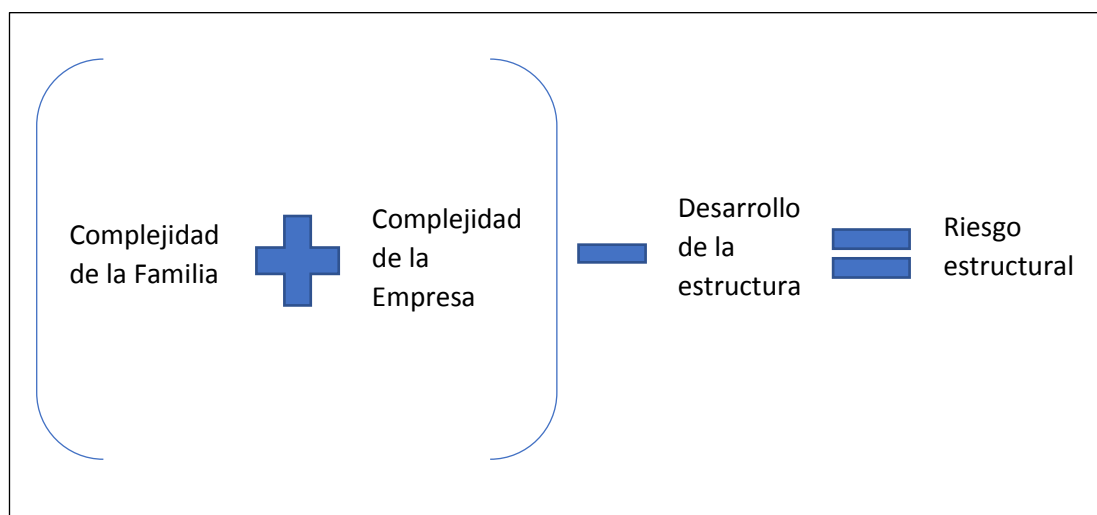 Complejidad
de la Familia
Complejidad
de la
Empresa
Desarrollo
de la
estructura
Riesgo
estructural